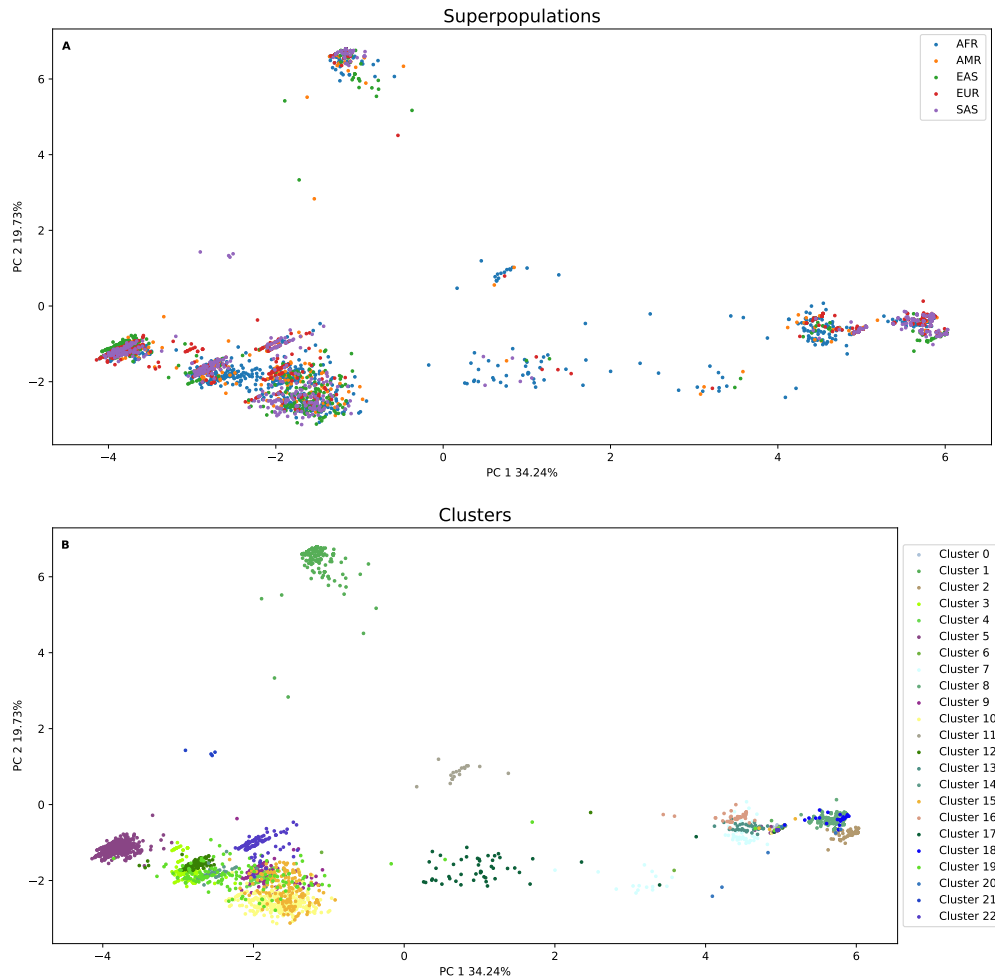 Superpopulations
A
AFR
AMR
EAS
EUR
SAS
6
4
2
0
−2
PC 2 19.73%
−4
−2
0
2
4
6
PC 1 34.24%
Clusters
B
Cluster 0
Cluster 1
Cluster 2
Cluster 3
Cluster 4
Cluster 5
Cluster 6
Cluster 7
Cluster 8
Cluster 9
Cluster 10
Cluster 11
Cluster 12
Cluster 13
Cluster 14
Cluster 15
Cluster 16
Cluster 17
Cluster 18
Cluster 19
Cluster 20
Cluster 21
Cluster 22
6
4
2
0
−2
PC 2 19.73%
−4
−2
0
2
4
6
PC 1 34.24%